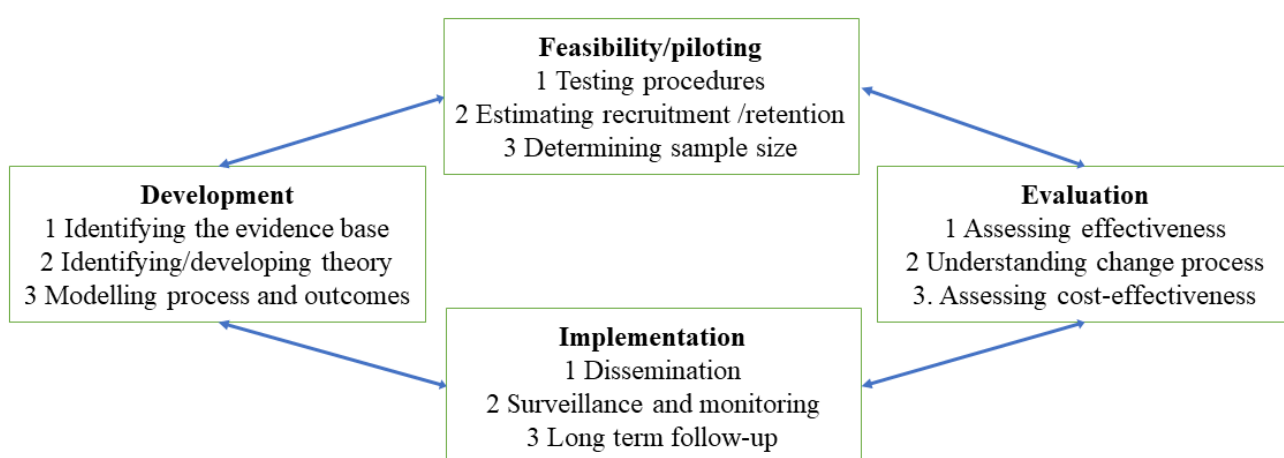 Feasibility/piloting
1 Testing procedures
2 Estimating recruitment /retention
3 Determining sample size
Development
1 Identifying the evidence base
2 Identifying/developing theory
3 Modelling process and outcomes
Evaluation
1 Assessing effectiveness
2 Understanding change process
3. Assessing cost-effectiveness
Implementation
1 Dissemination
2 Surveillance and monitoring
3 Long term follow-up